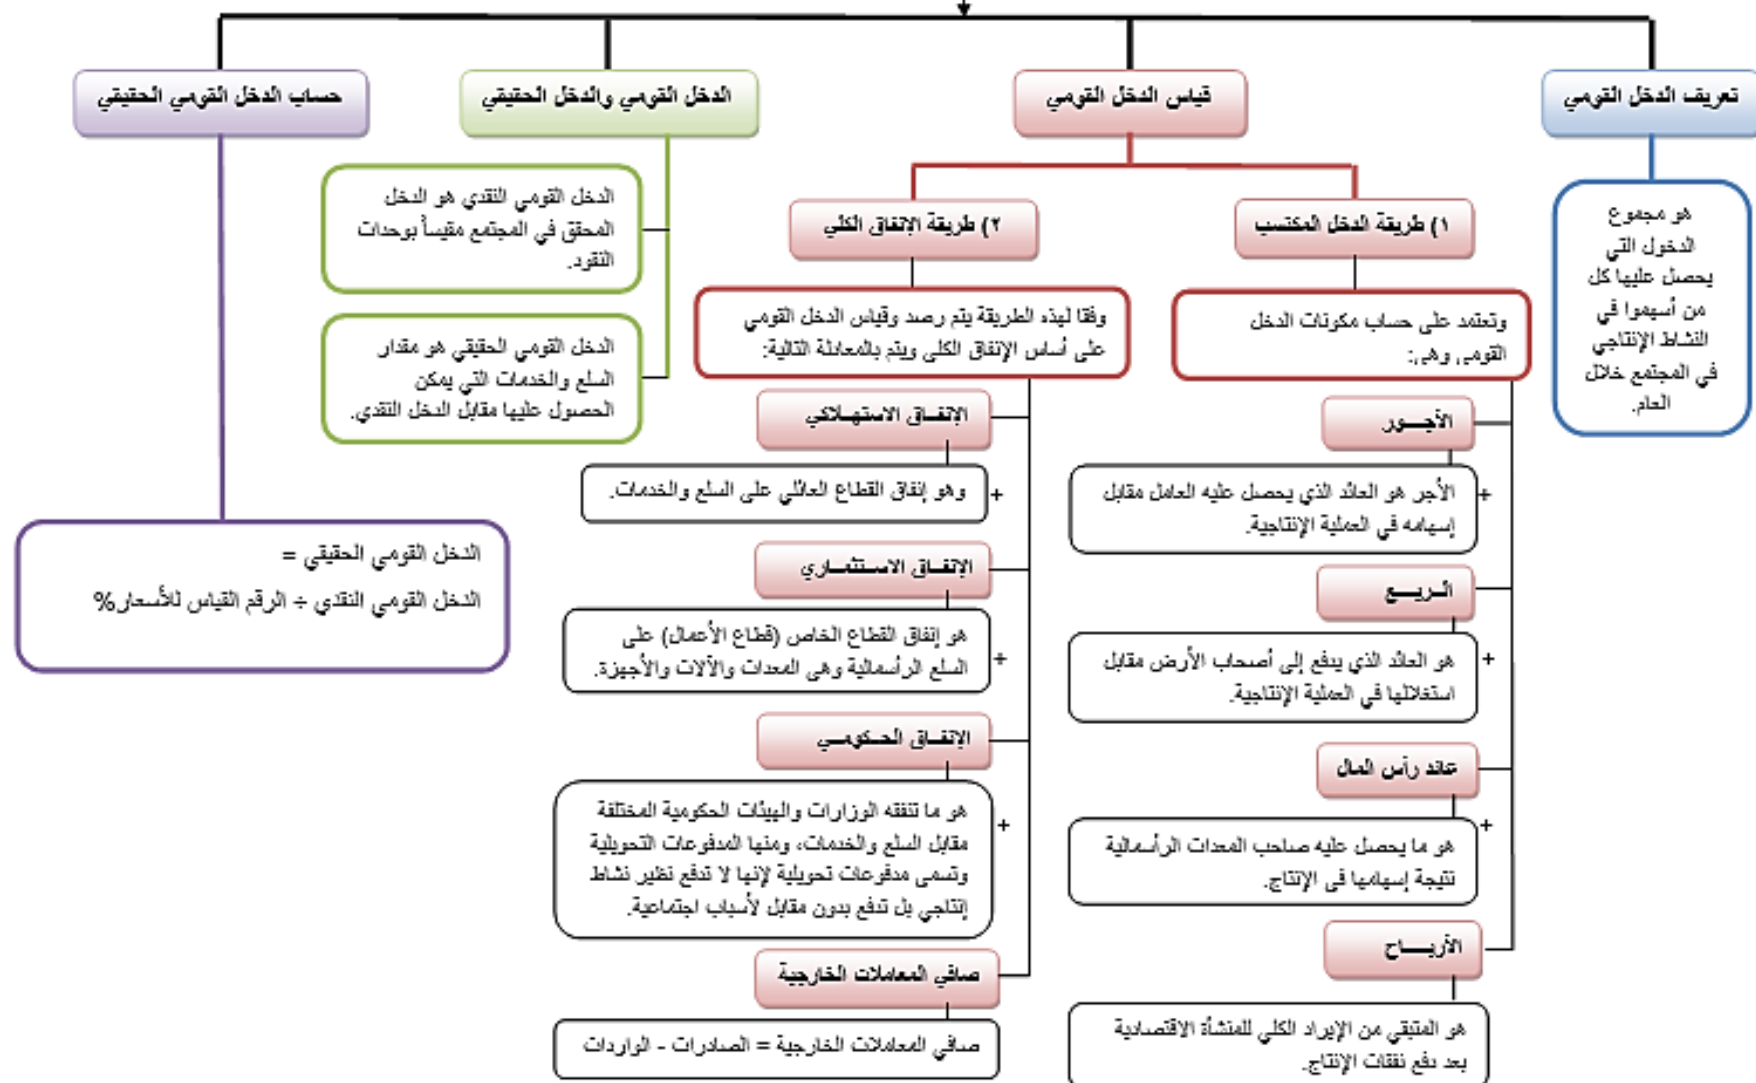 تعريف الدخل القومي
هو مجموع
الدخول التي
يحصل عليها كل
من أسهموا في
النشاط الإنتاجي
في المجتمع خلال
العام.
قياس الدخل القومي
١) طريقة الدخل المكتسب
وتعتمد على حساب مكونات الدخل
القومي وهي:
الأجـــور
+
الأجر هو العائد الذي يحصل عليه العامل مقابل
إسهامه في العملية الإنتاجية.
الـريـــع
+
هو العائد الذي يدفع إلى أصحاب الأرض مقابل
استغلالها في العملية الإنتاجية.
عائد رأس المال
+
هو ما يحصل عليه صاحب المعدات الرأسمالية
نتيجة إسهامها في الإنتاج.
الأربـــاح
هو المتبقي من الإيراد الكلي للمنشأة الاقتصادية
بعد دفع نفقات الإنتاج.
٢) طريقة الإنفاق الكلي
وفقا لهذه الطريقة يتم رصد وقياس الدخل القومي
على أساس الإنفاق الكلي ويتم بالمعادلة التالية:
الإنفــاق الاستهــلاكي
+
وهو إنفاق القطاع العائلي على السلع والخدمات.
الإنفــاق الاســتثمــاري
+
هو إنفاق القطاع الخاص (قطاع الأعمال) على
السلع الرأسمالية وهى المعدات والآلات والأجهزة.
الإنفــاق الحـكـومــي
+
هو ما تنفقه الوزارات والهيئات الحكومية المختلفة
مقابل السلع والخدمات، ومنها المدفوعات التحويلية
وتسمى مدفوعات تحويلية لإنها لا تدفع نظير نشاط
إنتاجي بل تدفع بدون مقابل لأسباب اجتماعية.
صافي المعاملات الخارجية
صافي المعاملات الخارجية = الصادرات - الواردات
الدخل القومي والدخل الحقيقي
الدخل القومي النقدي هو الدخل
المحقق في المجتمع مقيساً بوحدات
النقود.
الدخل القومي الحقيقي هو مقدار
السلع والخدمات التي يمكن
الحصول عليها مقابل الدخل النقدي.
حساب الدخل القومي الحقيقي
الدخل القومي الحقيقي =
الدخل القومي النقدي ÷ الرقم القياس للأسعار%